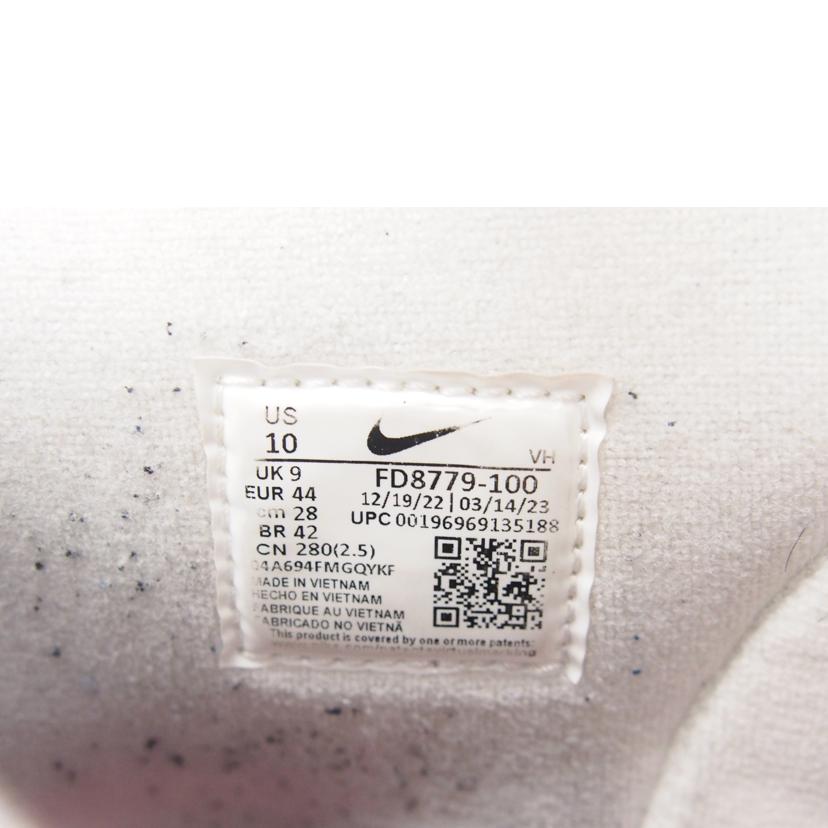 US
10
VH
UK 9
FD8779-100
EUR 44
12/19/22 | 03/14/23
cm 28
UPC 00196969135188
BR 42
CN 280(2.5)
4A694FMGQYKF
MADE IN VIETNAM
HECHO EN VIETNAM
FABRIQUE AU VIETNAM
FABRICADO NO VIETNÃ
This product is covered by one or more patents: